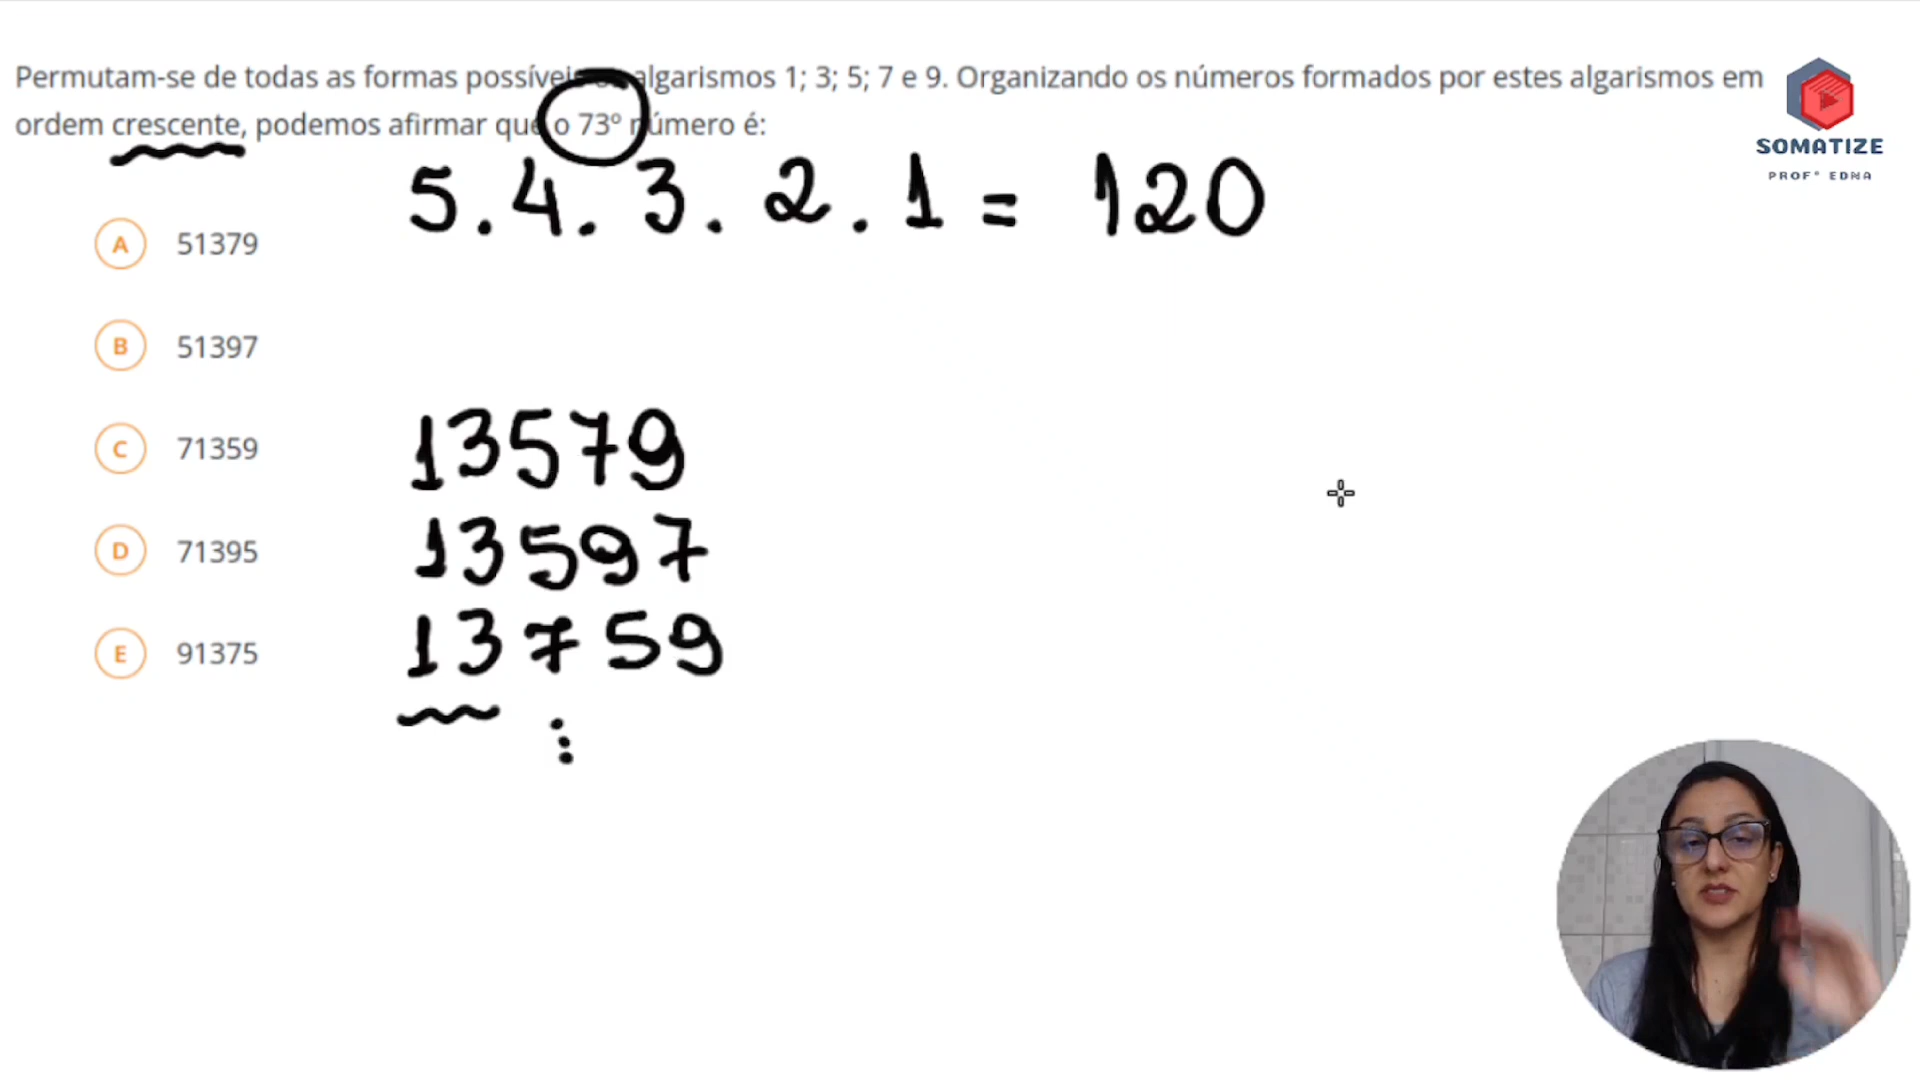 Permutam-se de todas as formas possíveis algarismos 1; 3; 5; 7 e 9. Organizando os números formados por estes algarismos em
ordem crescente, podemos afirmar que o 73º número é:
SOMATIZE
PROFª EDNA
5.4.3.2.1 = 120
A 51379
B 51397
C 71359
D 71395
E 91375
13579
13597
13759
⋮